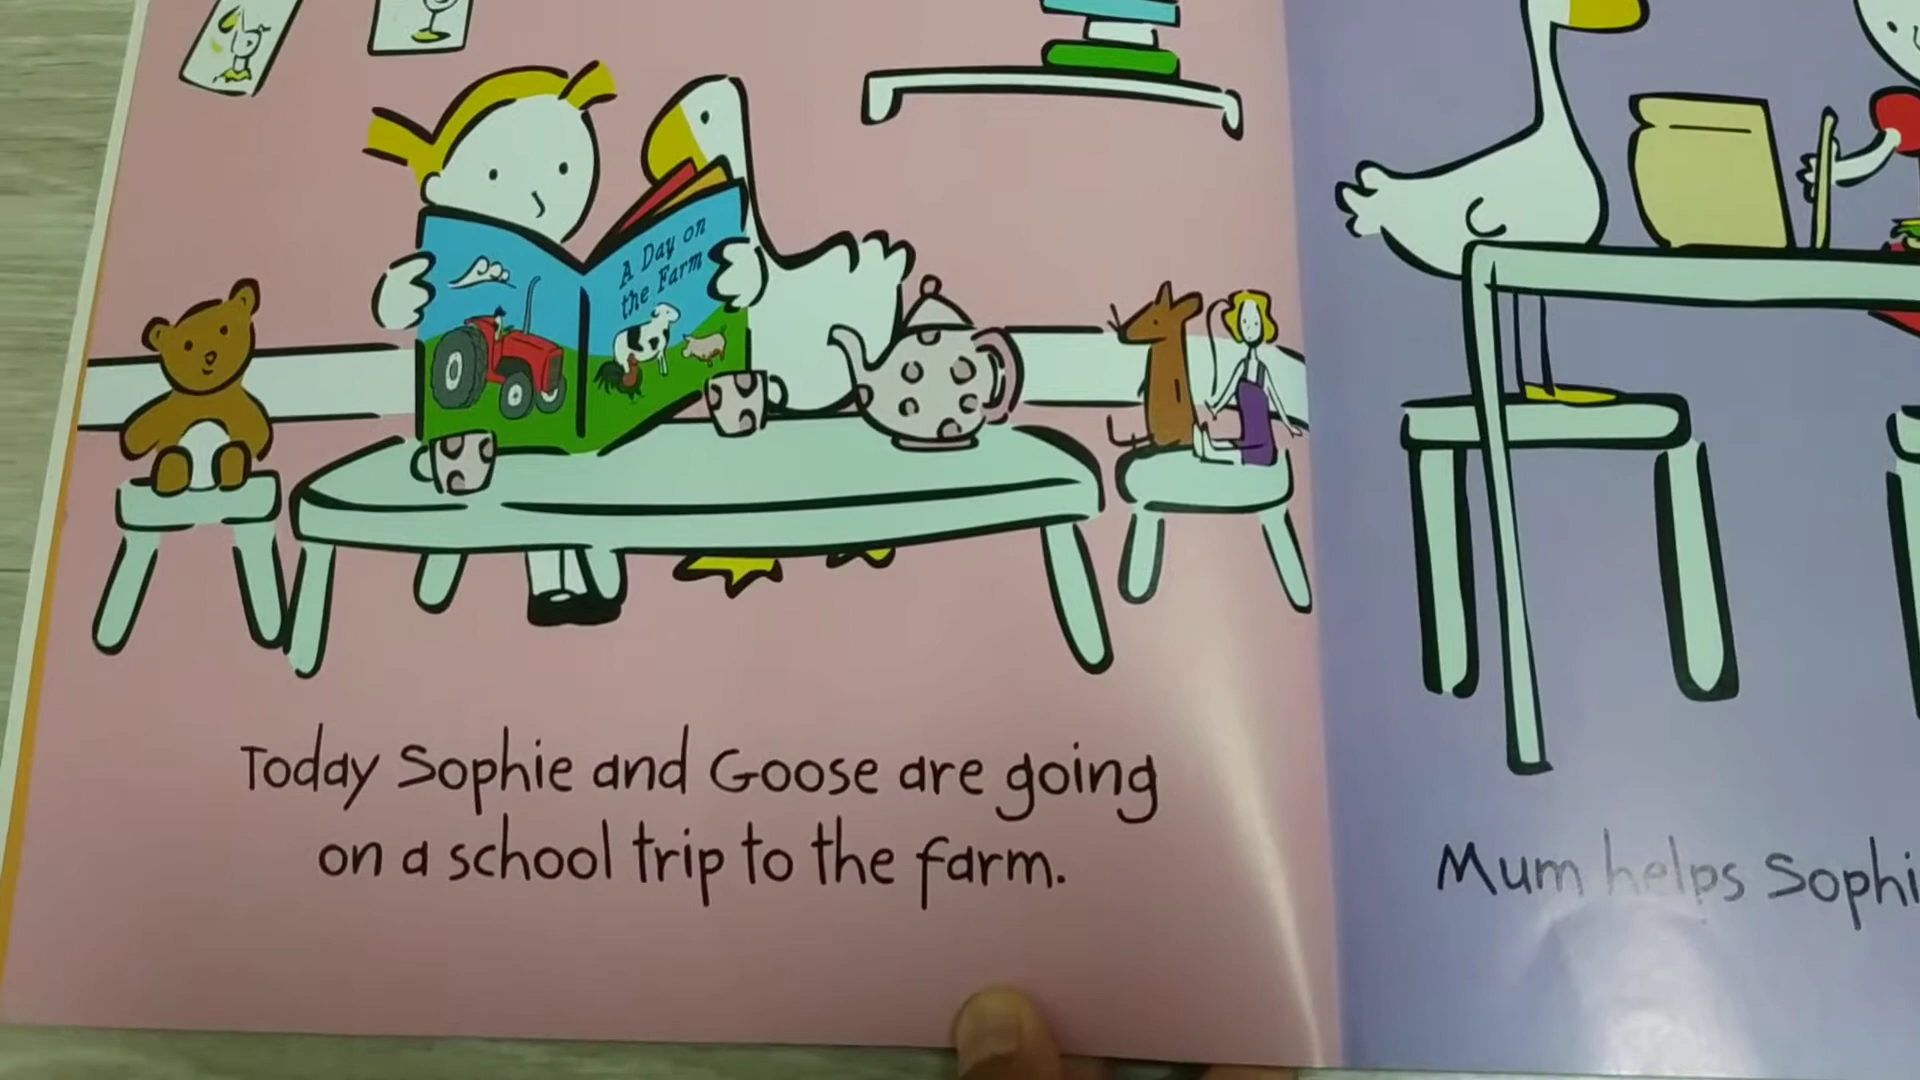 A Day on
the Farm
Today Sophie and Goose are going
on a school trip to the farm.
Mum helps